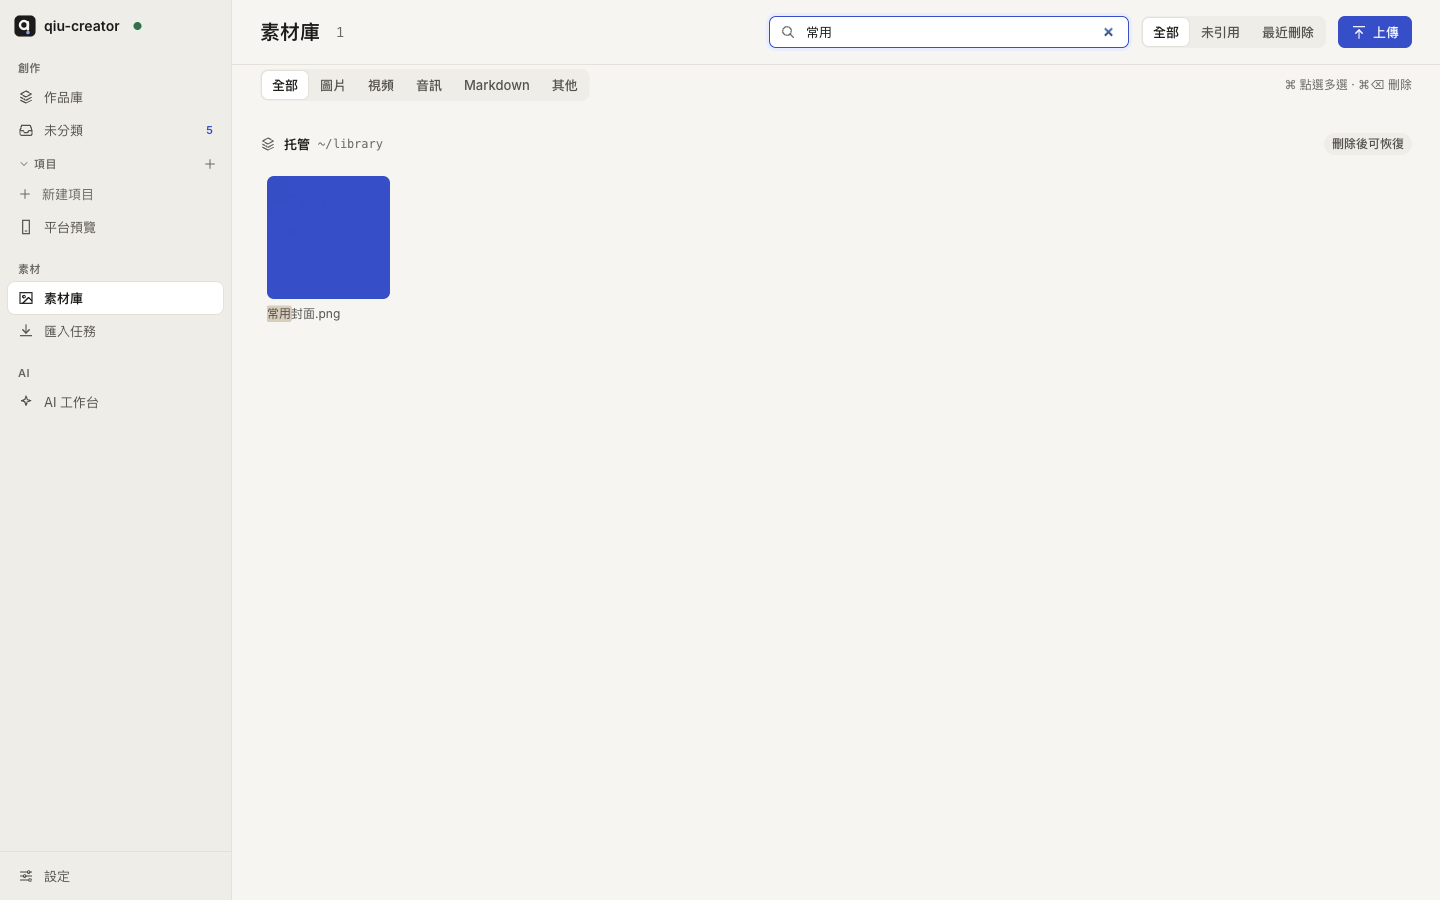 qiu-creator
創作
作品庫
未分類 5
項目
新建項目
平台預覽
素材
素材庫
匯入任務
AI
AI 工作台
設定
素材庫 1
常用
全部 未引用 最近刪除
上傳
全部 圖片 視頻 音訊 Markdown 其他
⌘ 點選多選 · ⌘⌫ 刪除
托管 ~/library
刪除後可恢復
常用封面.png